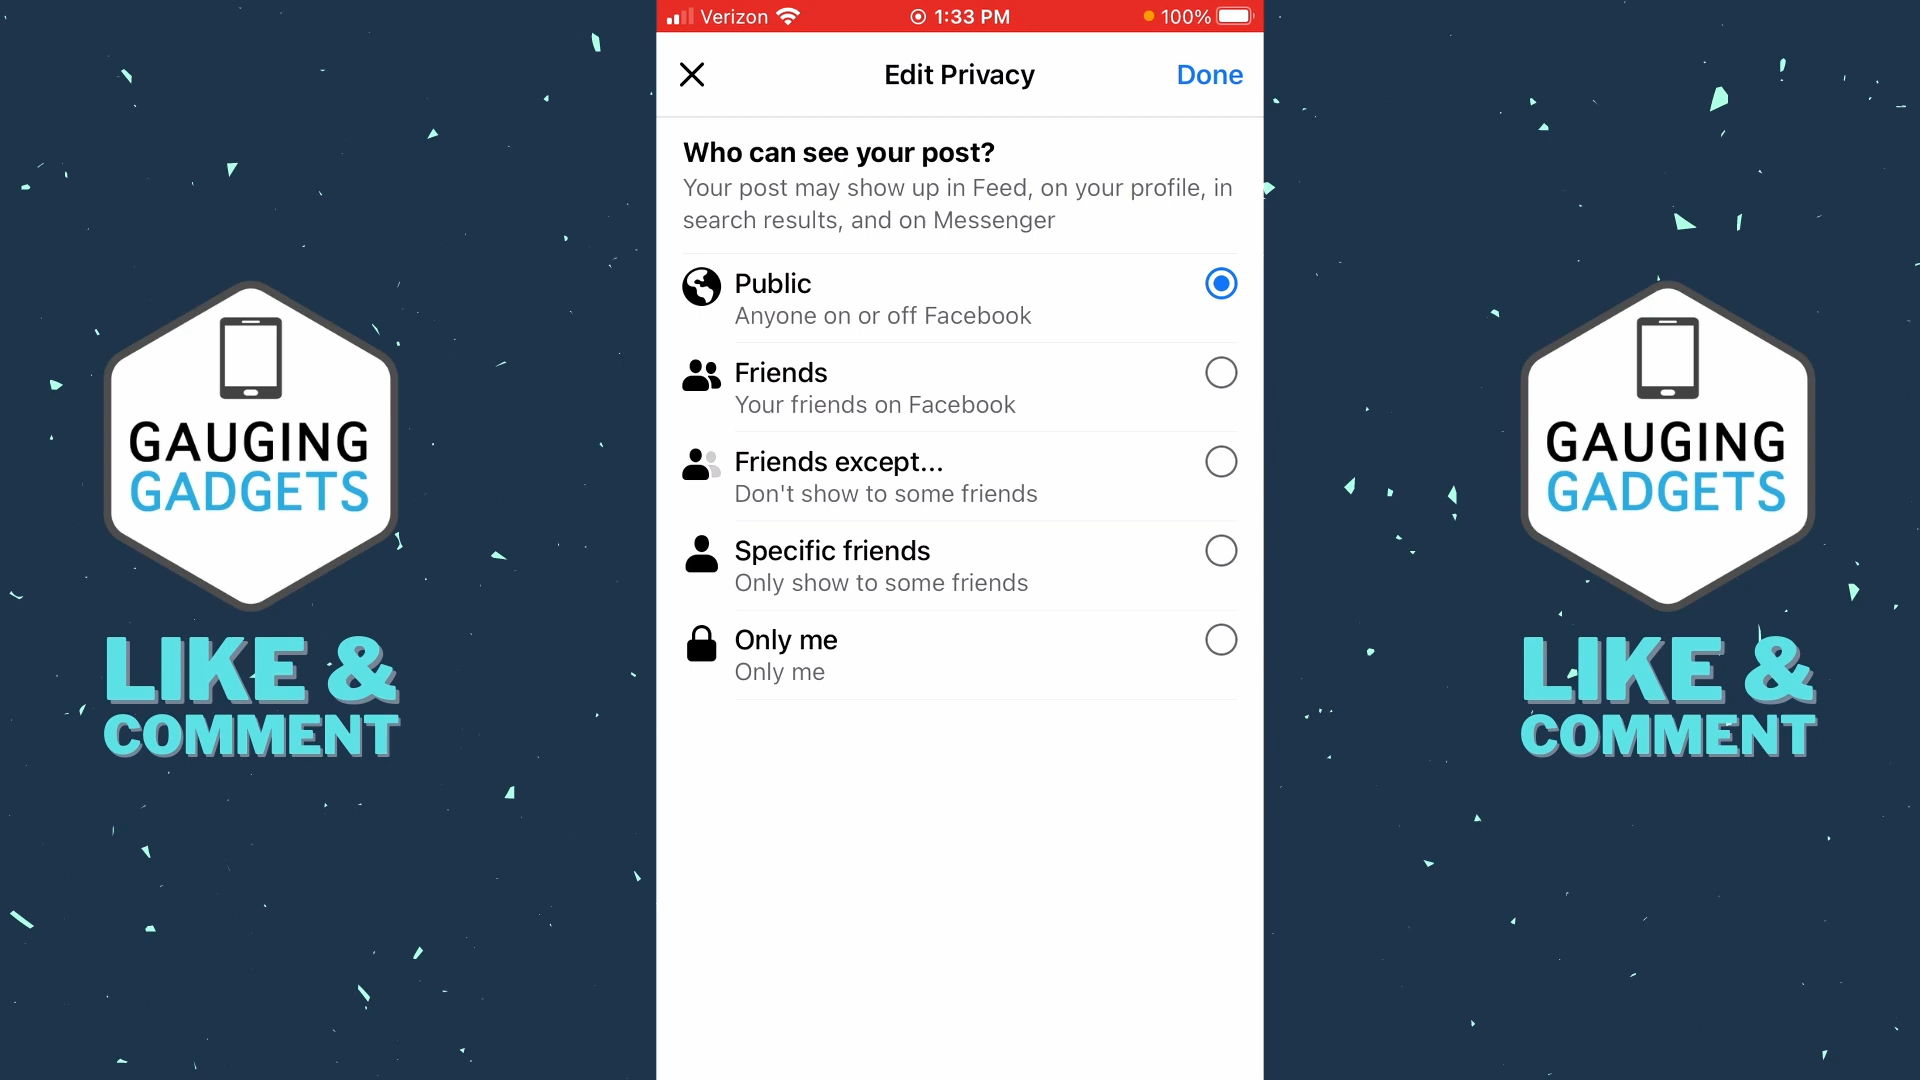 GAUGING
GADGETS
LIKE &
COMMENT
Verizon 1:33 PM 100%
Edit Privacy Done
Who can see your post?
Your post may show up in Feed, on your profile, in
search results, and on Messenger
Public
Anyone on or off Facebook
Friends
Your friends on Facebook
Friends except...
Don't show to some friends
Specific friends
Only show to some friends
Only me
Only me
GAUGING
GADGETS
LIKE &
COMMENT